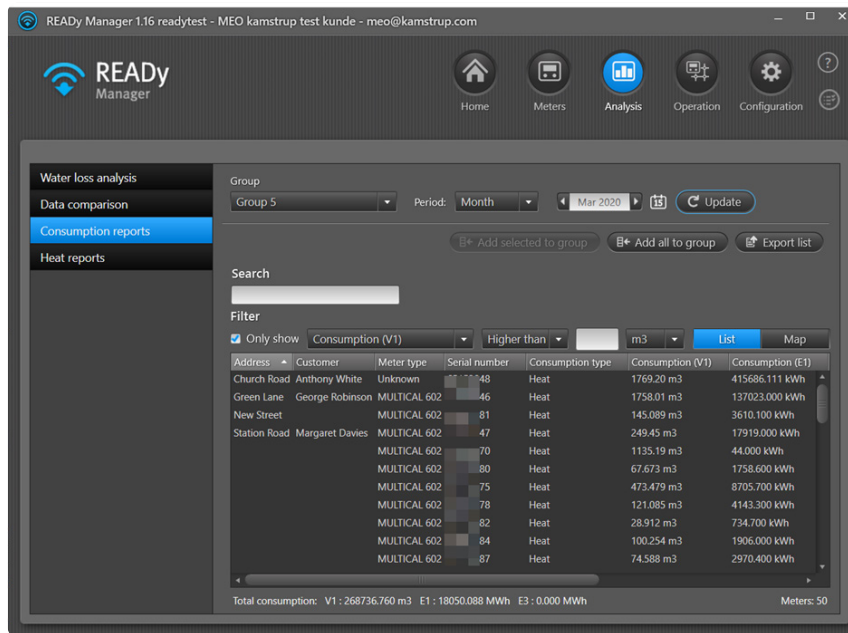 READy Manager 1.16 readytest - MEO kamstrup test kunde - meo@kamstrup.com
READy
Manager
Home Meters Analysis Operation Configuration
Water loss analysis
Data comparison
Consumption reports
Heat reports
Group
Group 5 Period: Month Mar 2020 15 Update
Add selected to group Add all to group Export list
Search
Filter
Only show Consumption (V1) Higher than m3 List Map
Address Customer Meter type Serial number Consumption type Consumption (V1) Consumption (E1)
Church Road Anthony White Unknown 48 Heat 1769.20 m3 415686.111 kWh
Green Lane George Robinson MULTICAL 602 46 Heat 1758.01 m3 137023.000 kWh
New Street MULTICAL 602 81 Heat 145.089 m3 3610.100 kWh
Station Road Margaret Davies MULTICAL 602 47 Heat 249.45 m3 17919.000 kWh
MULTICAL 602 70 Heat 1135.19 m3 44.000 kWh
MULTICAL 602 80 Heat 67.673 m3 1758.600 kWh
MULTICAL 602 75 Heat 473.479 m3 8705.700 kWh
MULTICAL 602 78 Heat 121.085 m3 4143.300 kWh
MULTICAL 602 82 Heat 28.912 m3 734.700 kWh
MULTICAL 602 84 Heat 100.254 m3 1906.000 kWh
MULTICAL 602 87 Heat 74.588 m3 2970.400 kWh
Total consumption: V1 : 268736.760 m3 E1 : 18050.088 MWh E3 : 0.000 MWh Meters: 50